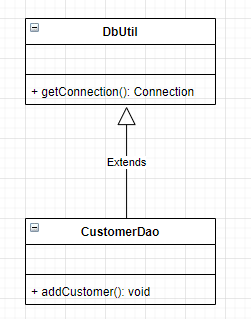 DbUtil
+ getConnection(): Connection
Extends
CustomerDao
+ addCustomer(): void